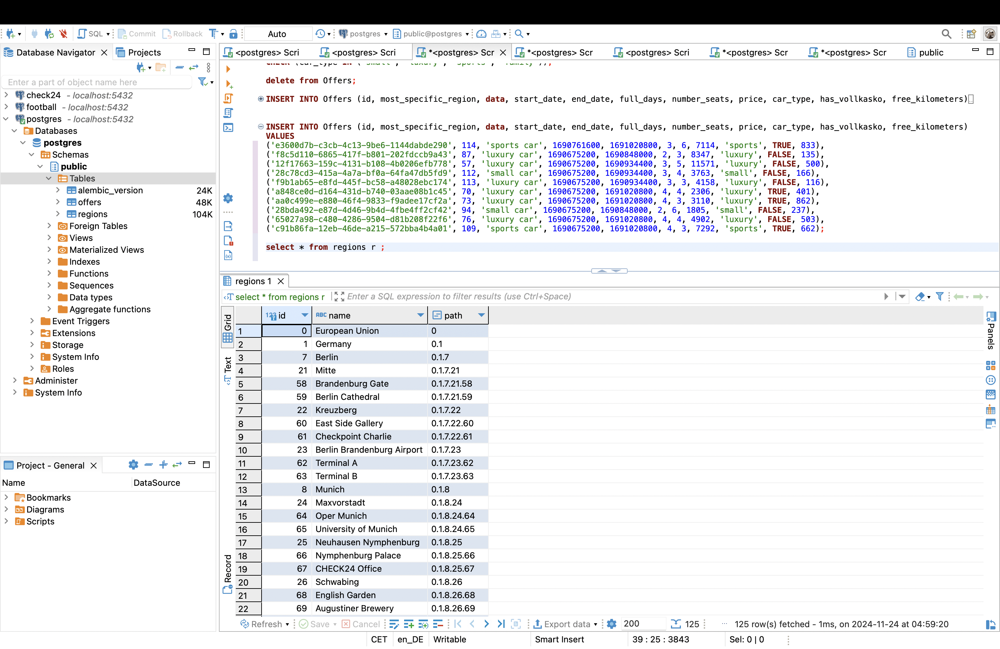 SQL Commit Rollback Auto postgres public@postgres
Database Navigator Projects
Enter a part of object name here
check24 - localhost:5432
football - localhost:5432
postgres - localhost:5432
Databases
postgres
Schemas
public
Tables
alembic_version 24K
offers 48K
regions 104K
Foreign Tables
Views
Materialized Views
Indexes
Functions
Sequences
Data types
Aggregate functions
Event Triggers
Extensions
Storage
System Info
Roles
Administer
System Info
Project - General
Name DataSource
Bookmarks
Diagrams
Scripts
<postgres> Scri <postgres> Scri *<postgres> Scr *<postgres> Scr <postgres> Scri *<postgres> Scr *<postgres> Scr public
delete from Offers;
INSERT INTO Offers (id, most_specific_region, data, start_date, end_date, full_days, number_seats, price, car_type, has_vollkasko, free_kilometers)
INSERT INTO Offers (id, most_specific_region, data, start_date, end_date, full_days, number_seats, price, car_type, has_vollkasko, free_kilometers)
VALUES
('e3600d7b-c3cb-4c13-9be6-1144dabde290', 114, 'sports car', 1690761600, 1691020800, 3, 6, 7114, 'sports', TRUE, 833),
('f8c5d110-6865-417f-b801-202fdccb9a43', 87, 'luxury car', 1690675200, 1690848000, 2, 3, 8347, 'luxury', FALSE, 135),
('12f17663-159c-4131-b108-4b0206efb778', 57, 'luxury car', 1690675200, 1690934400, 3, 5, 11571, 'luxury', FALSE, 500),
('28c78cd3-415a-4a7a-bf0a-64fa47db5fd9', 112, 'small car', 1690675200, 1690934400, 3, 4, 3763, 'small', FALSE, 166),
('f9b1ab65-e8fd-445f-bc58-a48028ebc174', 113, 'luxury car', 1690675200, 1690934400, 3, 3, 4158, 'luxury', FALSE, 116),
('a848ce0d-d164-431d-b740-03aae08b1c45', 70, 'luxury car', 1690675200, 1691020800, 4, 4, 2306, 'luxury', TRUE, 401),
('aa0c499e-e880-46f4-9833-f9adee17cf2a', 73, 'luxury car', 1690675200, 1691020800, 4, 3, 3110, 'luxury', TRUE, 862),
('28bda492-e87d-4d46-9b4d-4fbe4ff2cf42', 94, 'small car', 1690675200, 1690848000, 2, 6, 1805, 'small', FALSE, 237),
('65027a98-c480-4286-9504-d81b208f22f6', 76, 'luxury car', 1690675200, 1691020800, 4, 4, 4902, 'luxury', FALSE, 503),
('c91b86fa-12eb-46de-a215-572bba4b4a01', 109, 'sports car', 1690675200, 1691020800, 4, 3, 7292, 'sports', TRUE, 662);
select * from regions r ;
regions 1
select * from regions r Enter a SQL expression to filter results (use Ctrl+Space)
Grid
Text
Record
Panels
123 id ABC name path
1 0 European Union 0
2 1 Germany 0.1
3 7 Berlin 0.1.7
4 21 Mitte 0.1.7.21
5 58 Brandenburg Gate 0.1.7.21.58
6 59 Berlin Cathedral 0.1.7.21.59
7 22 Kreuzberg 0.1.7.22
8 60 East Side Gallery 0.1.7.22.60
9 61 Checkpoint Charlie 0.1.7.22.61
10 23 Berlin Brandenburg Airport 0.1.7.23
11 62 Terminal A 0.1.7.23.62
12 63 Terminal B 0.1.7.23.63
13 8 Munich 0.1.8
14 24 Maxvorstadt 0.1.8.24
15 64 Oper Munich 0.1.8.24.64
16 65 University of Munich 0.1.8.24.65
17 25 Neuhausen Nymphenburg 0.1.8.25
18 66 Nymphenburg Palace 0.1.8.25.66
19 67 CHECK24 Office 0.1.8.25.67
20 26 Schwabing 0.1.8.26
21 68 English Garden 0.1.8.26.68
22 69 Augustiner Brewery 0.1.8.26.69
Refresh Save Cancel Export data 200 125 ... 125 row(s) fetched - 1ms, on 2024-11-24 at 04:59:20
CET en_DE Writable Smart Insert 39 : 25 : 3843 Sel: 0 | 0